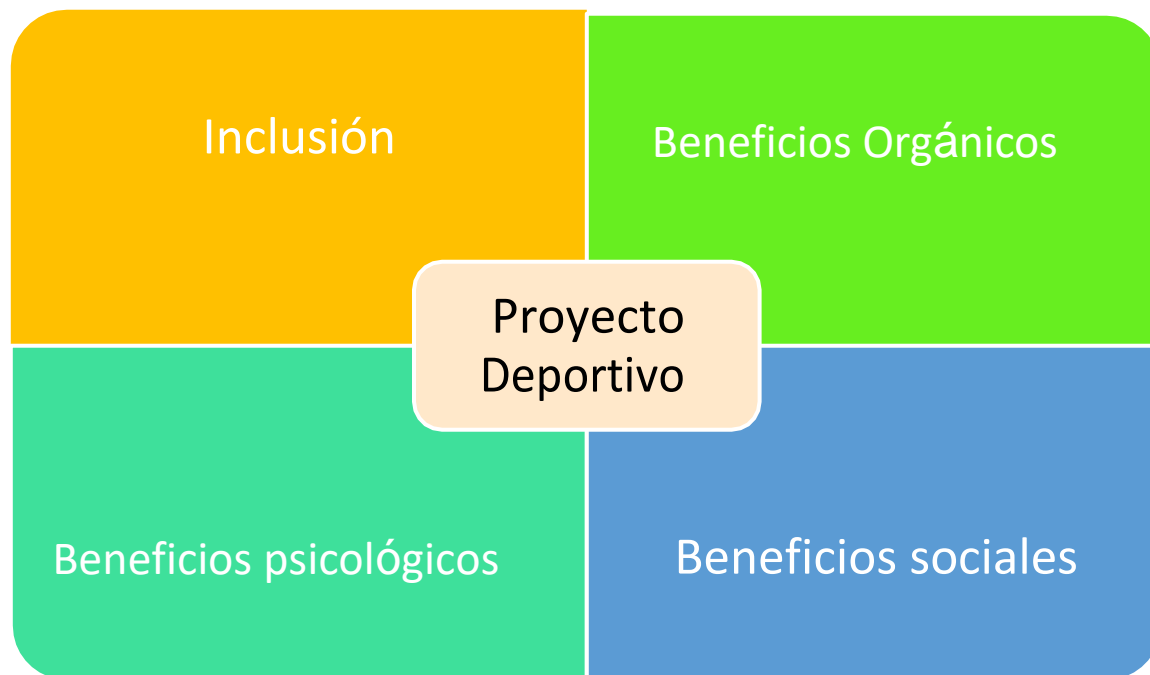 Inclusión
Beneficios Orgánicos
Proyecto
Deportivo
Beneficios psicológicos
Beneficios sociales